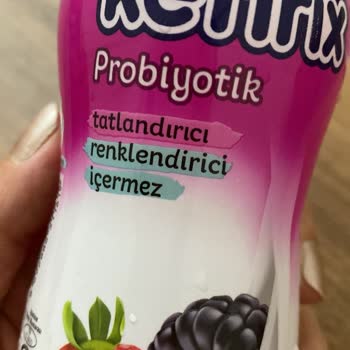 Probiyotik
tatlandırıcı
renklendirici
içermez